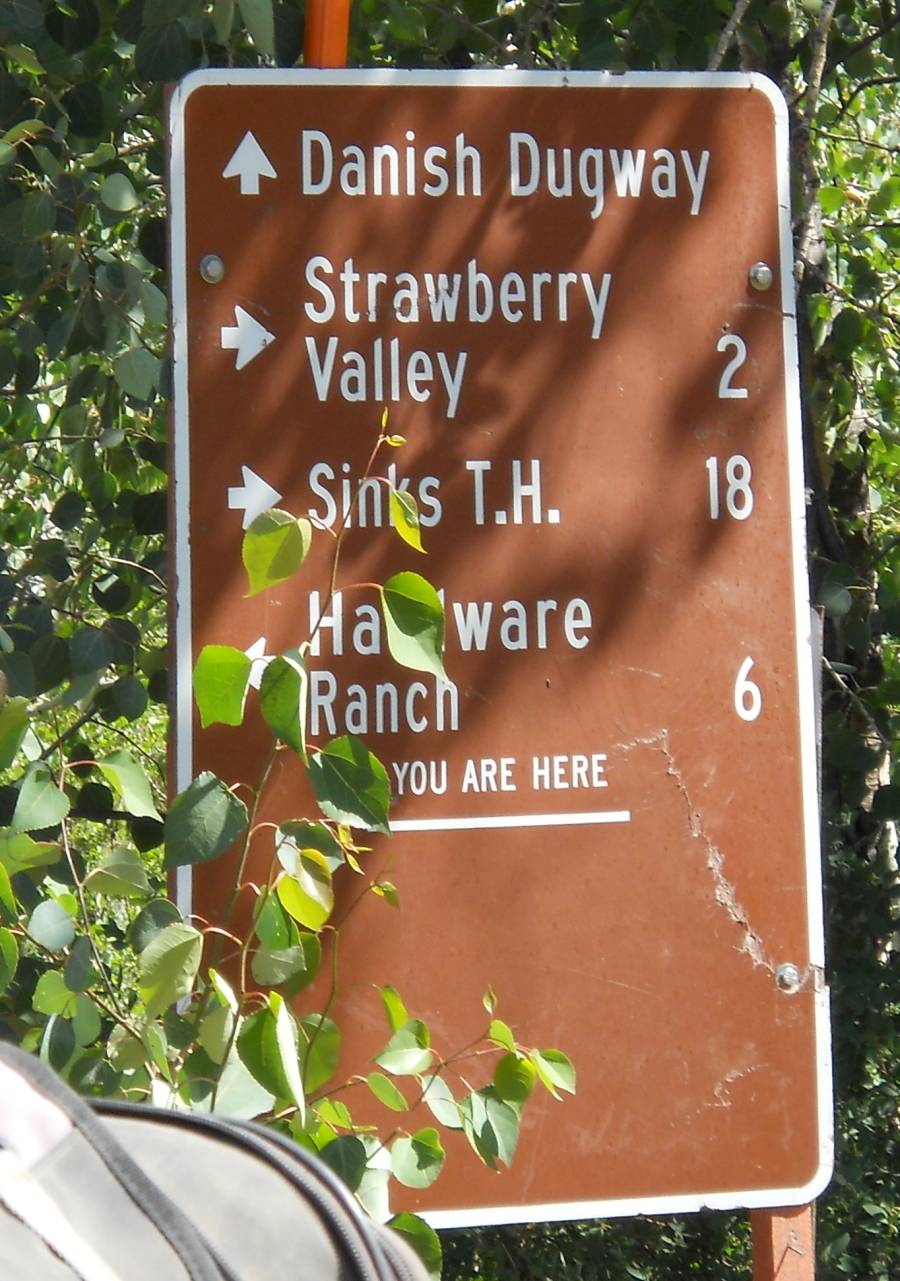 Danish Dugway
Strawberry
Valley 2
Sinks T.H. 18
Hardware
Ranch 6
YOU ARE HERE